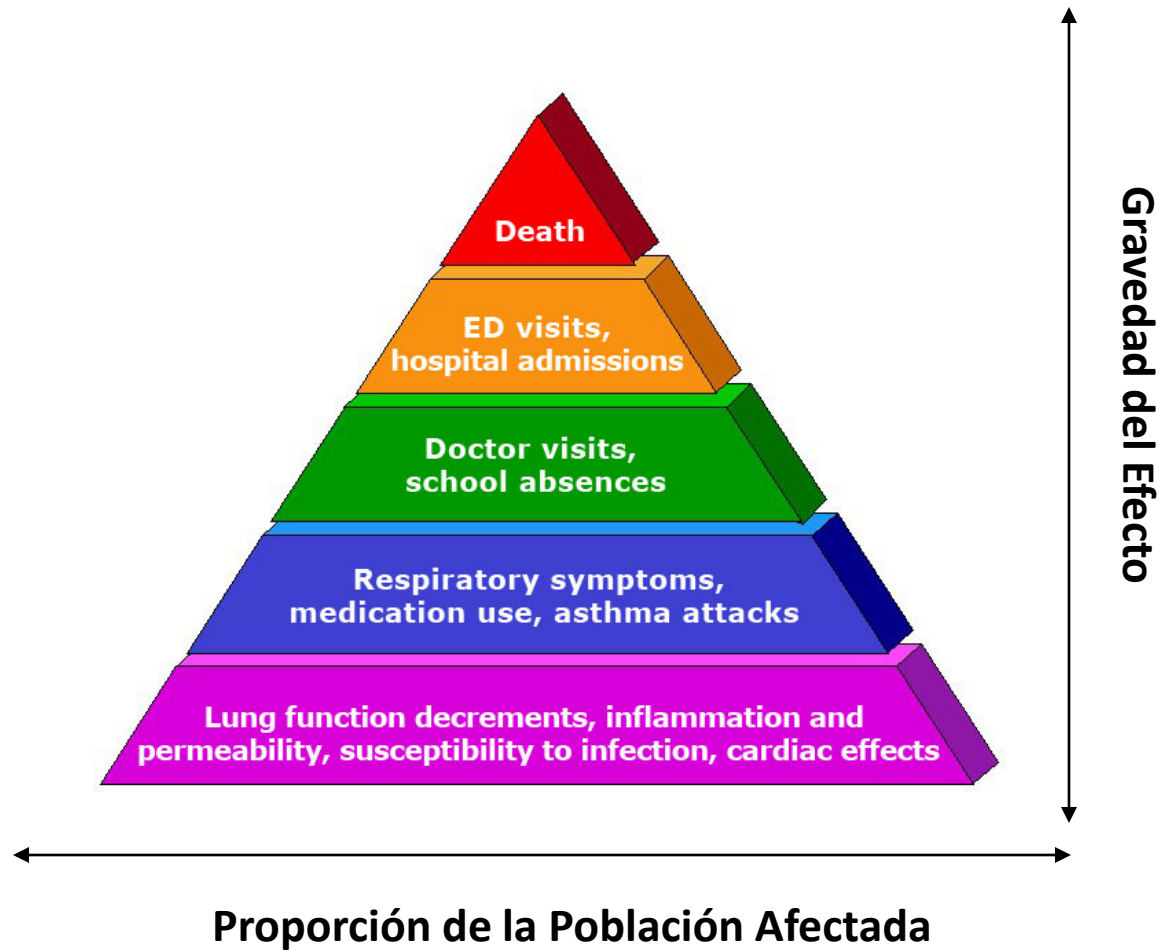 Death
ED visits,
hospital admissions
Doctor visits,
school absences
Respiratory symptoms,
medication use, asthma attacks
Lung function decrements, inflammation and
permeability, susceptibility to infection, cardiac effects
Gravedad del Efecto
Proporción de la Población Afectada